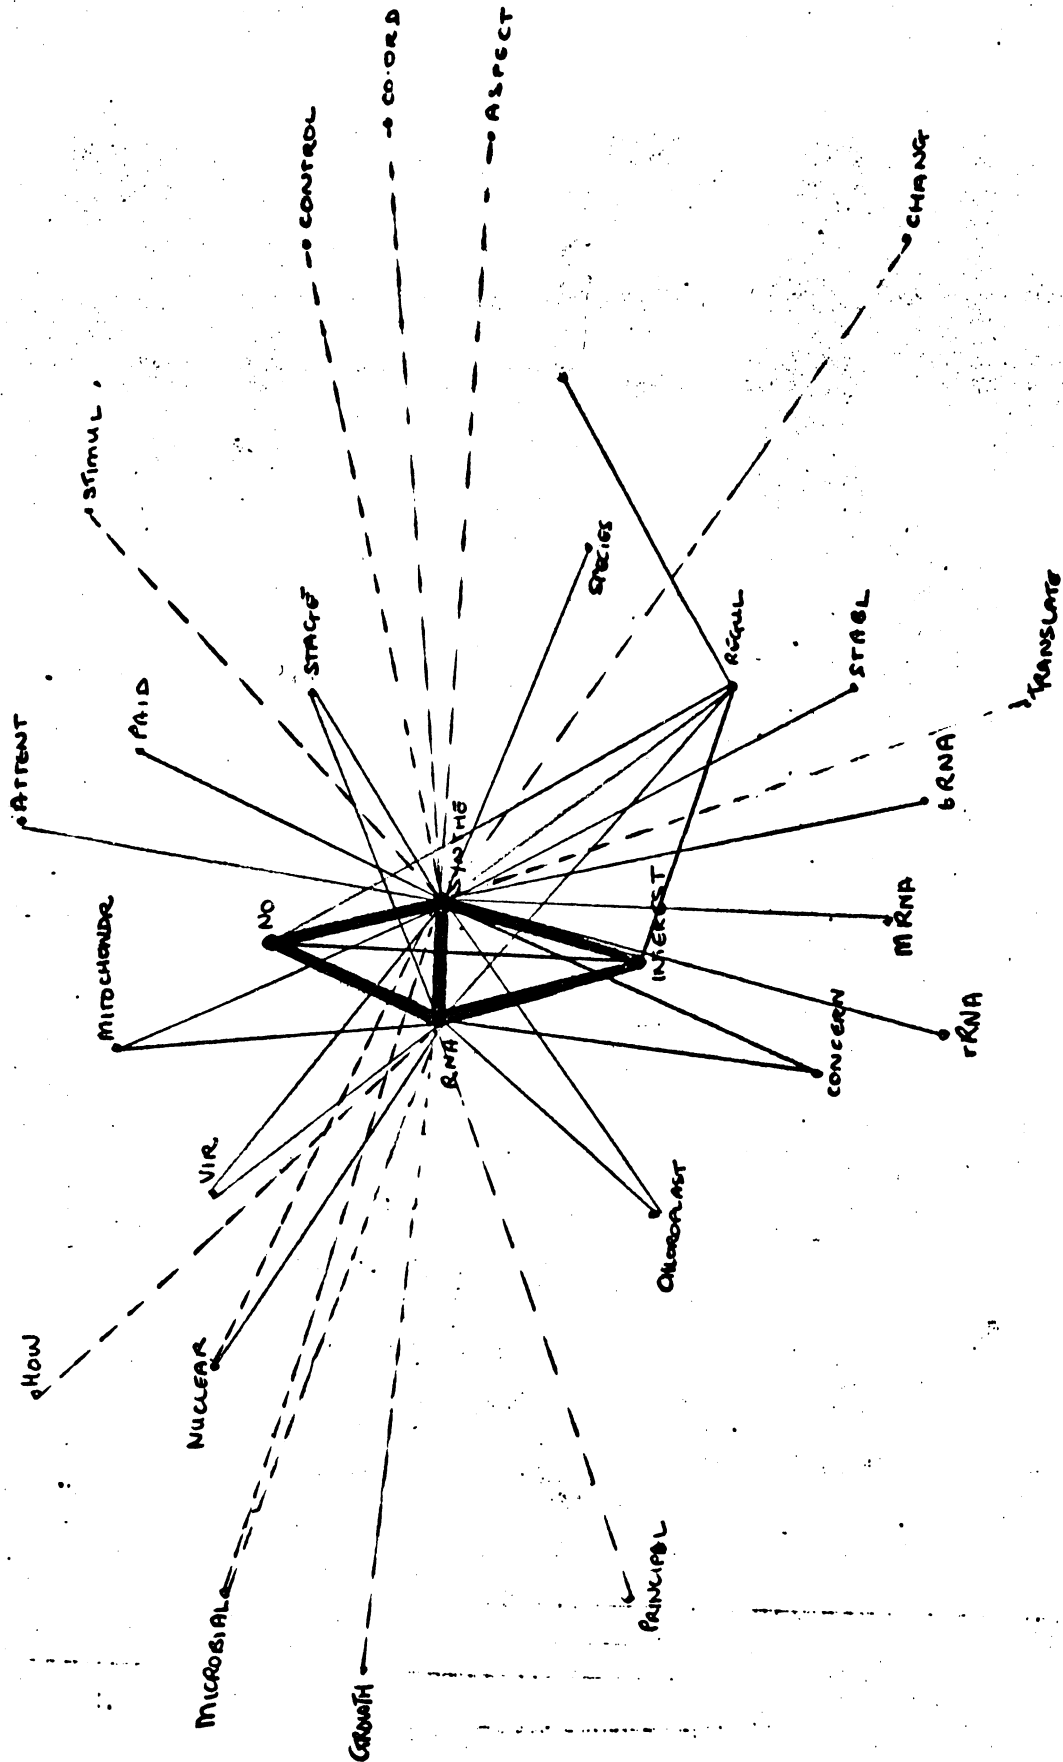 ATTENT
PAID
STIMUL.
CONTROL
CO-ORD
ASPECT
CHANG
STAGE
SPECIES
REGUL
STABL
TRANSLATE
tRNA
MRNA
rRNA
CONCERN
INTEREST
SYNTHE
NO
RNA
MITOCHONDR
VIR.
HOW
NUCLEAR
MICROBIAL
GROWTH
PRINCIPAL
CHLOROPLAST